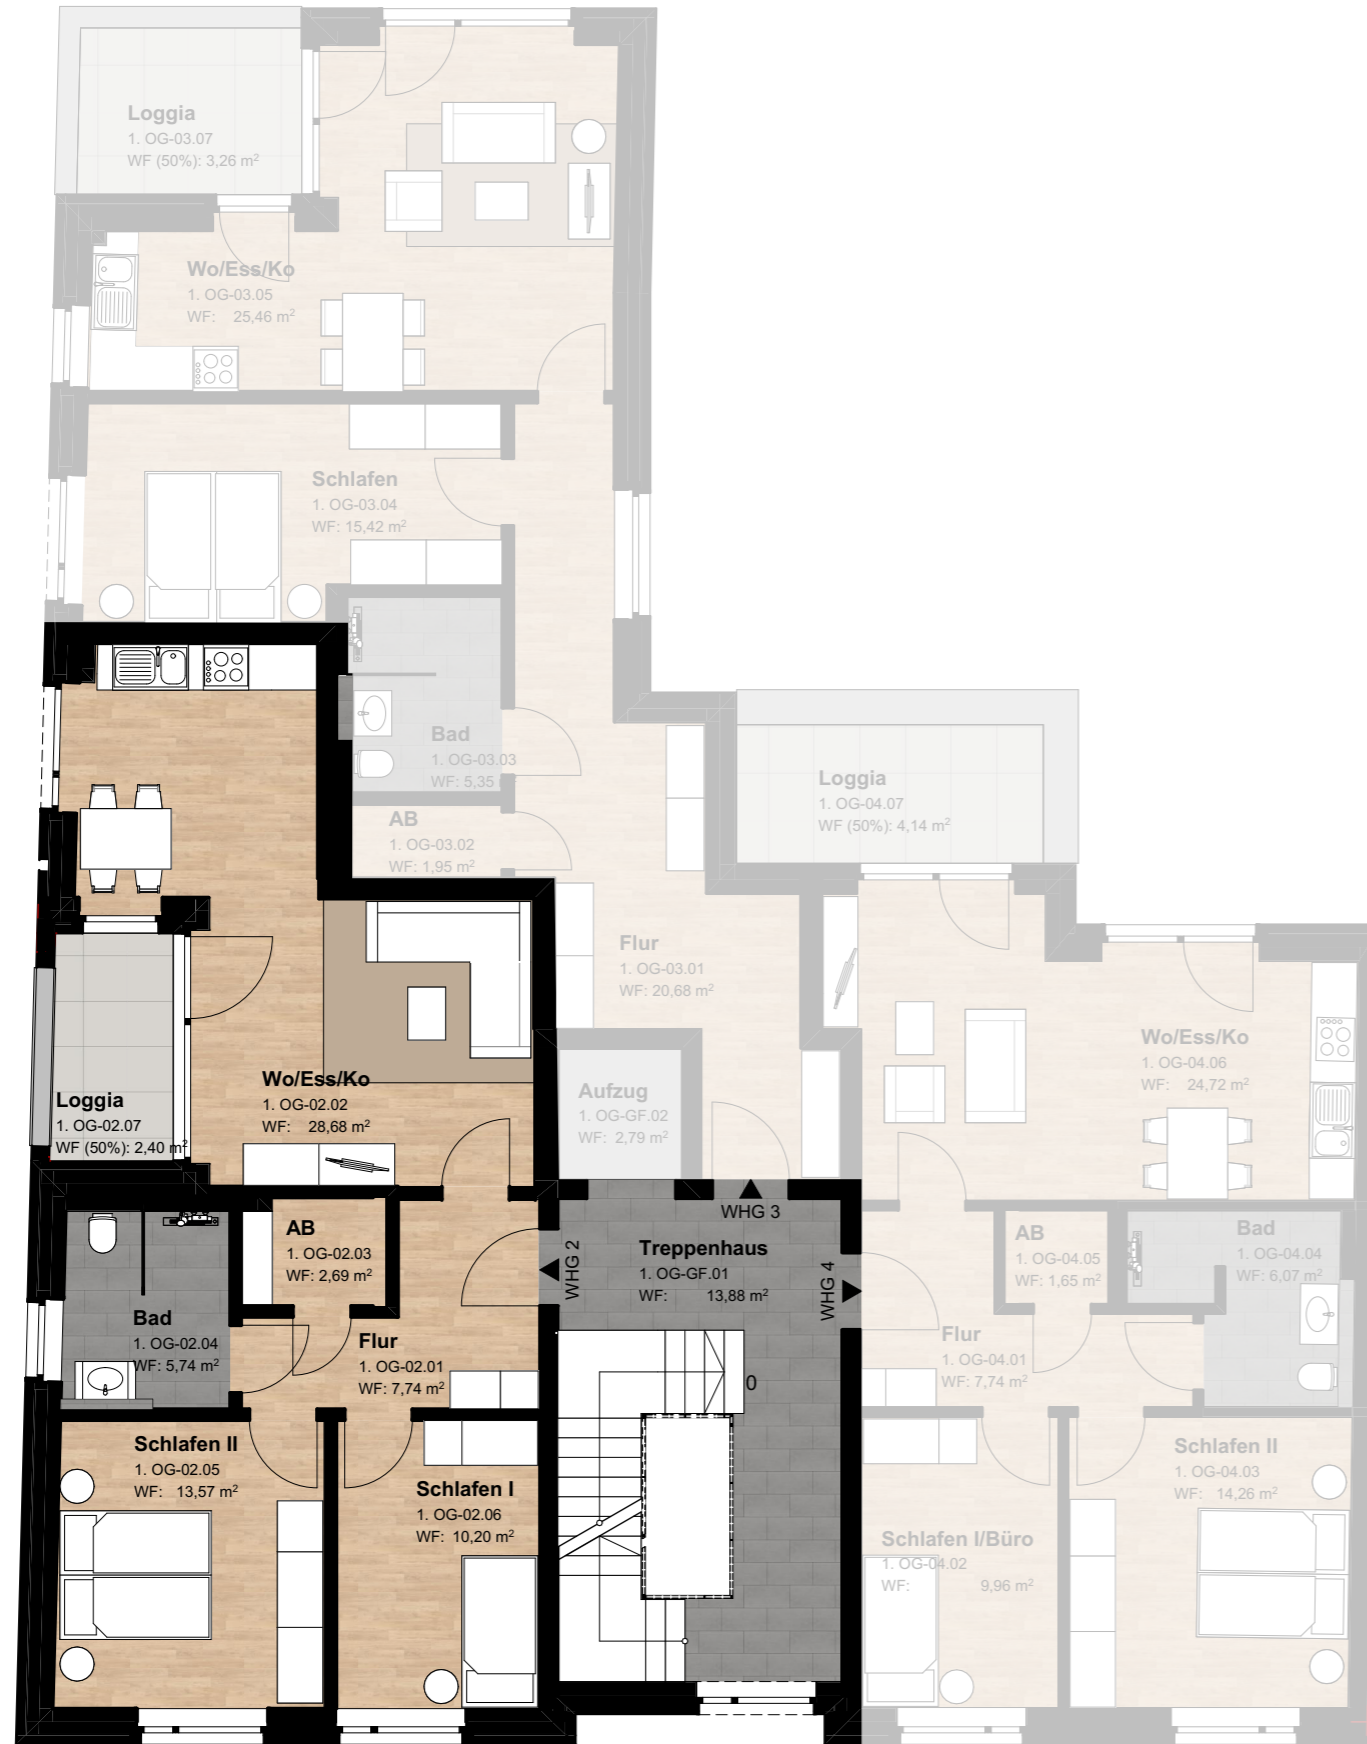 Loggia
1. OG-03.07
WF (50%): 3,26 m²
Wo/Ess/Ko
1. OG-03.05
WF: 25,46 m²
Schlafen
1. OG-03.04
WF: 15,42 m²
Bad
1. OG-03.03
WF: 5,35
AB
1. OG-03.02
WF: 1,95 m²
Loggia
1. OG-04.07
WF (50%): 4,14 m²
Flur
1. OG-03.01
WF: 20,68 m²
Wo/Ess/Ko
1. OG-04.06
WF: 24,72 m²
Aufzug
1. OG-GF.02
WF: 2,79 m²
Wo/Ess/Ko
1. OG-02.02
WF: 28,68 m²
Loggia
1. OG-02.07
WF (50%): 2,40 m²
WHG 3
AB
1. OG-02.03
WF: 2,69 m²
WHG 2
Treppenhaus
1. OG-GF.01
WF: 13,88 m²
WHG 4
AB
1. OG-04.05
WF: 1,65 m²
Bad
1. OG-04.04
WF: 6,07 m²
Bad
1. OG-02.04
WF: 5,74 m²
Flur
1. OG-02.01
WF: 7,74 m²
Flur
1. OG-04.01
WF: 7,74 m²
0
Schlafen II
1. OG-02.05
WF: 13,57 m²
Schlafen I
1. OG-02.06
WF: 10,20 m²
Schlafen II
1. OG-04.03
WF: 14,26 m²
Schlafen I/Büro
1. OG-04.02
WF: 9,96 m²